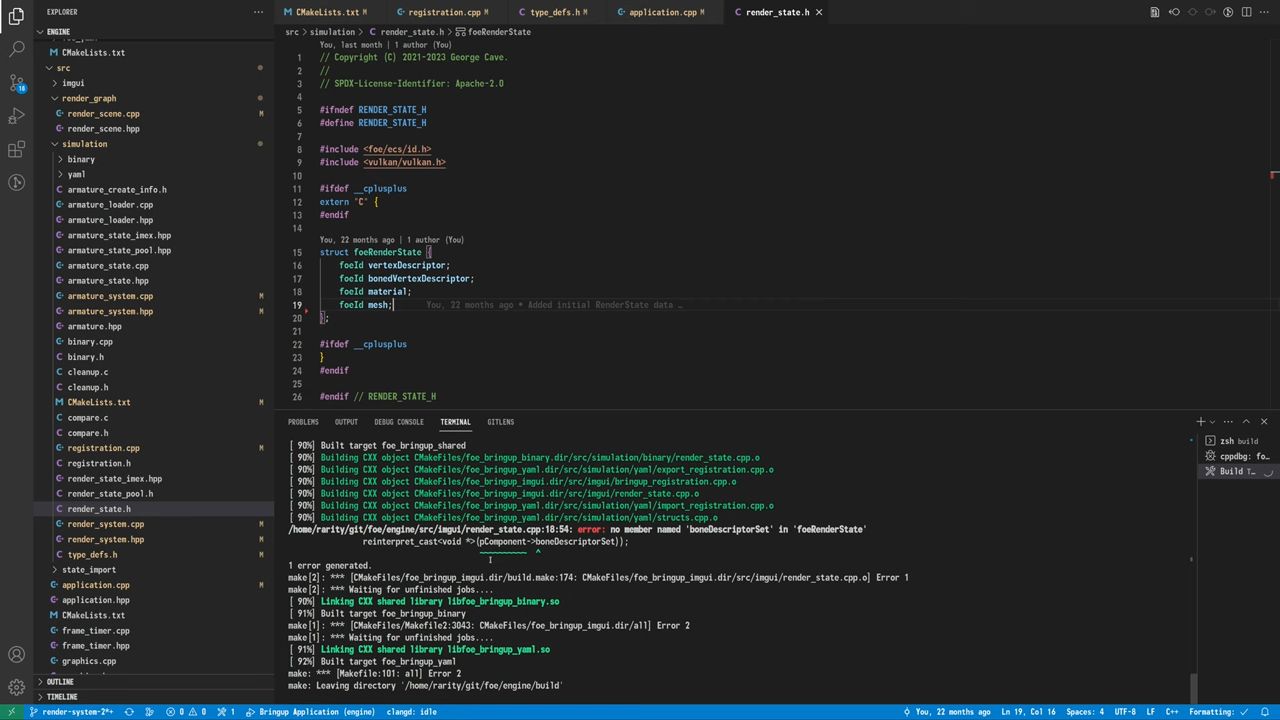 EXPLORER
ENGINE
CMakeLists.txt
src
imgui
render_graph
render_scene.cpp M
render_scene.hpp
simulation
binary
yaml
armature_create_info.h
armature_loader.cpp
armature_loader.hpp
armature_state_imex.hpp
armature_state_pool.hpp
armature_state.cpp
armature_state.hpp
armature_system.cpp M
armature_system.hpp M
armature.hpp
binary.cpp
binary.h
cleanup.c
cleanup.h
CMakeLists.txt M
compare.c
compare.h
registration.cpp M
registration.h
render_state_imex.hpp
render_state_pool.h
render_state.h
render_system.cpp M
render_system.hpp M
type_defs.h M
state_import
application.cpp M
application.hpp
CMakeLists.txt M
frame_timer.cpp
frame_timer.hpp
graphics.cpp
OUTLINE
TIMELINE
18
CMakeLists.txt M registration.cpp M type_defs.h M application.cpp M render_state.h
src > simulation > render_state.h > foeRenderState
You, last month | 1 author (You)
1 // Copyright (C) 2021-2023 George Cave.
2 //
3 // SPDX-License-Identifier: Apache-2.0
4
5 #ifndef RENDER_STATE_H
6 #define RENDER_STATE_H
7
8 #include <foe/ecs/id.h>
9 #include <vulkan/vulkan.h>
10
11 #ifdef __cplusplus
12 extern "C" {
13 #endif
14
You, 22 months ago | 1 author (You)
15 struct foeRenderState {
16 foeId vertexDescriptor;
17 foeId bonedVertexDescriptor;
18 foeId material;
19 foeId mesh; You, 22 months ago • Added initial RenderState data …
20 };
21
22 #ifdef __cplusplus
23 }
24 #endif
25
26 #endif // RENDER_STATE_H
PROBLEMS OUTPUT DEBUG CONSOLE TERMINAL GITLENS
[ 90%] Built target foe_bringup_shared
[ 90%] Building CXX object CMakeFiles/foe_bringup_binary.dir/src/simulation/binary/render_state.cpp.o
[ 90%] Building CXX object CMakeFiles/foe_bringup_yaml.dir/src/simulation/yaml/export_registration.cpp.o
[ 90%] Building CXX object CMakeFiles/foe_bringup_imgui.dir/src/imgui/bringup_registration.cpp.o
[ 90%] Building CXX object CMakeFiles/foe_bringup_imgui.dir/src/imgui/render_state.cpp.o
[ 90%] Building CXX object CMakeFiles/foe_bringup_yaml.dir/src/simulation/yaml/import_registration.cpp.o
[ 90%] Building CXX object CMakeFiles/foe_bringup_yaml.dir/src/simulation/yaml/structs.cpp.o
/home/rarity/git/foe/engine/src/imgui/render_state.cpp:18:54: error: no member named 'boneDescriptorSet' in 'foeRenderState'
reinterpret_cast<void *>(pComponent->boneDescriptorSet));
~~~~~~~~~~ ^
1 error generated.
make[2]: *** [CMakeFiles/foe_bringup_imgui.dir/build.make:174: CMakeFiles/foe_bringup_imgui.dir/src/imgui/render_state.cpp.o] Error 1
make[2]: *** Waiting for unfinished jobs....
[ 90%] Linking CXX shared library libfoe_bringup_binary.so
[ 91%] Built target foe_bringup_binary
make[1]: *** [CMakeFiles/Makefile2:3043: CMakeFiles/foe_bringup_imgui.dir/all] Error 2
make[1]: *** Waiting for unfinished jobs....
[ 91%] Linking CXX shared library libfoe_bringup_yaml.so
[ 92%] Built target foe_bringup_yaml
make: *** [Makefile:101: all] Error 2
make: Leaving directory '/home/rarity/git/foe/engine/build'
zsh build
cppdbg: fo…
Build T…
render-system-2*+ 0 0 1 Bringup Application (engine) clangd: idle You, 22 months ago Ln 19, Col 16 Spaces: 4 UTF-8 LF C++ Formatting: